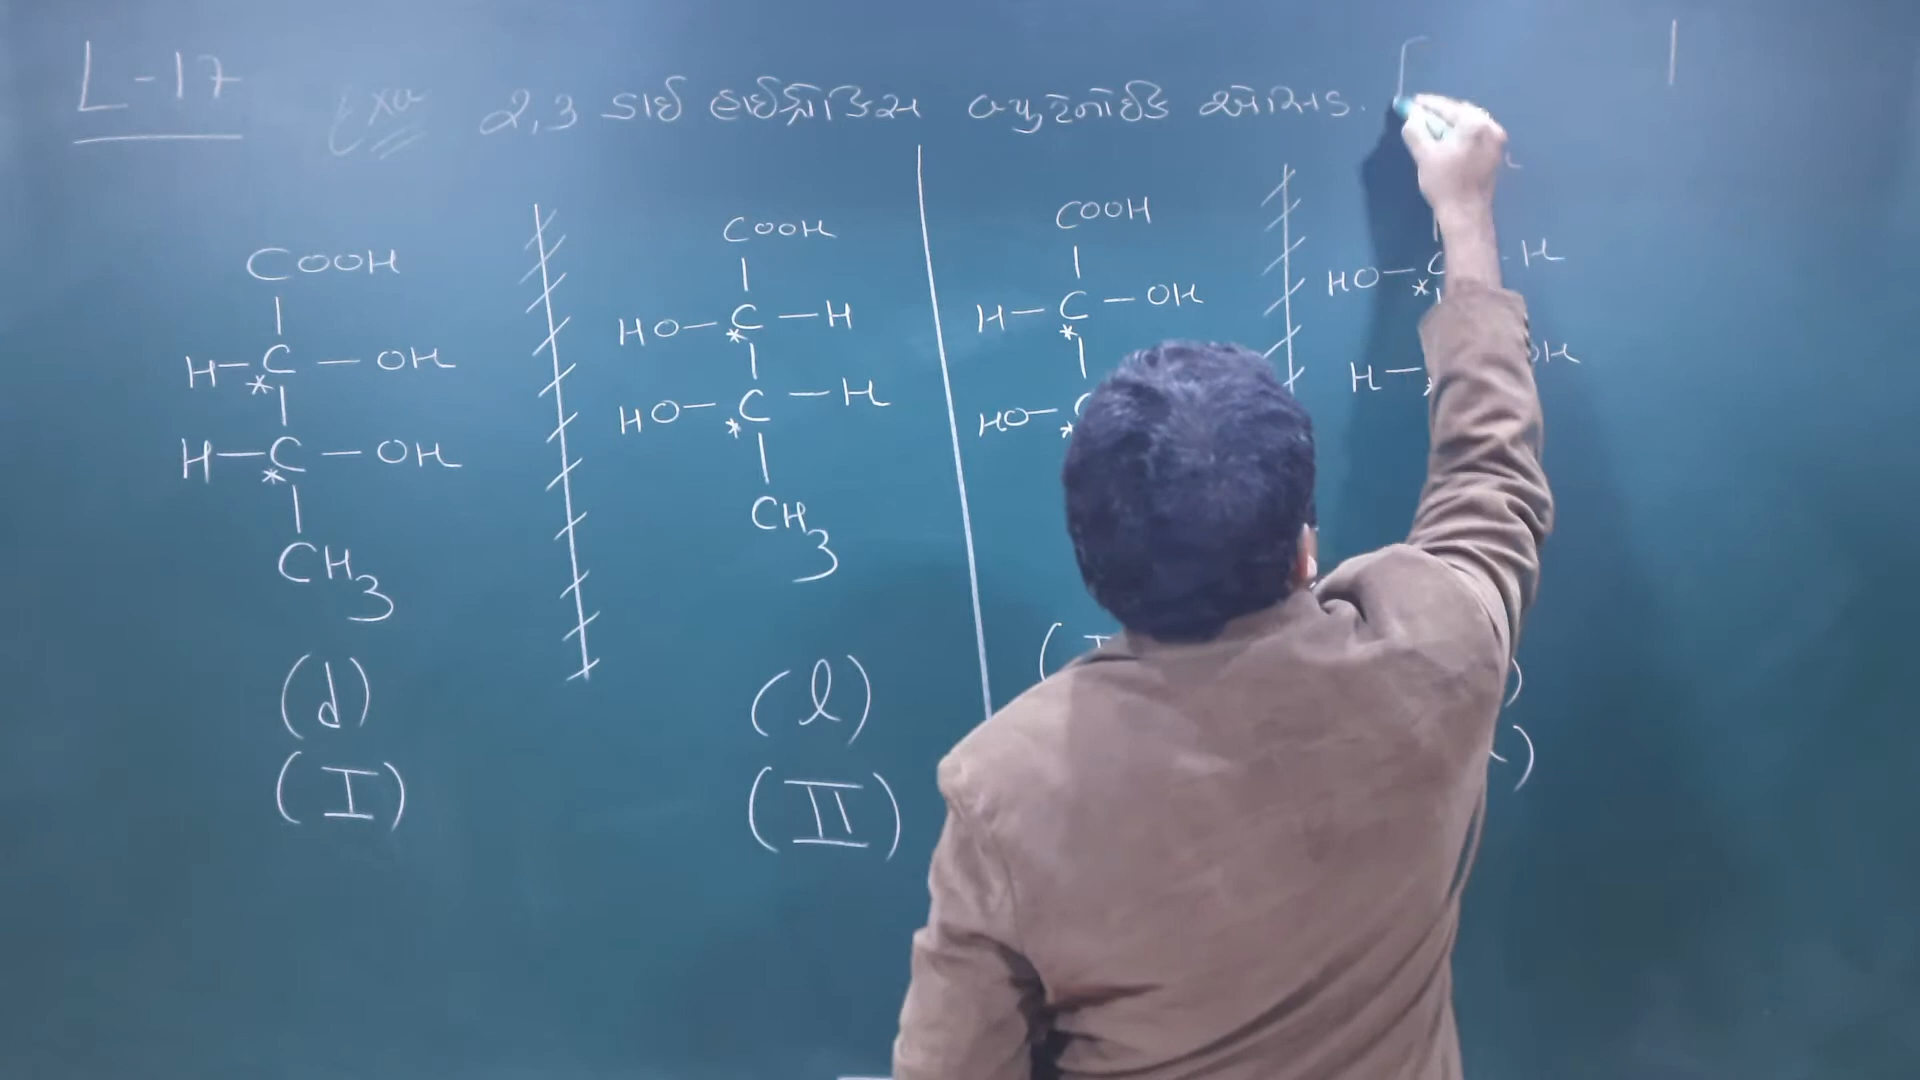 L-17
Exa 2,3 ડાઈ હાઈડ્રોકિસ બ્યુટેનોઈક એસિડ.
COOH
H-C-OH
*
H-C-OH
*
CH3
(d)
(I)
COOH
HO-C-H
*
HO-C-H
*
CH3
(l)
(II)
COOH
H-C-OH
*
HO-C
*
HO-C-H
*
H-